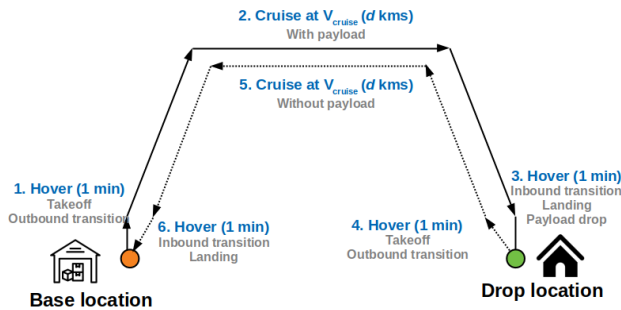 2. Cruise at Vcruise (d kms)
With payload
5. Cruise at Vcruise (d kms)
Without payload
1. Hover (1 min)
Takeoff
Outbound transition
3. Hover (1 min)
Inbound transition
Landing
Payload drop
6. Hover (1 min)
Inbound transition
Landing
4. Hover (1 min)
Takeoff
Outbound transition
Base location
Drop location